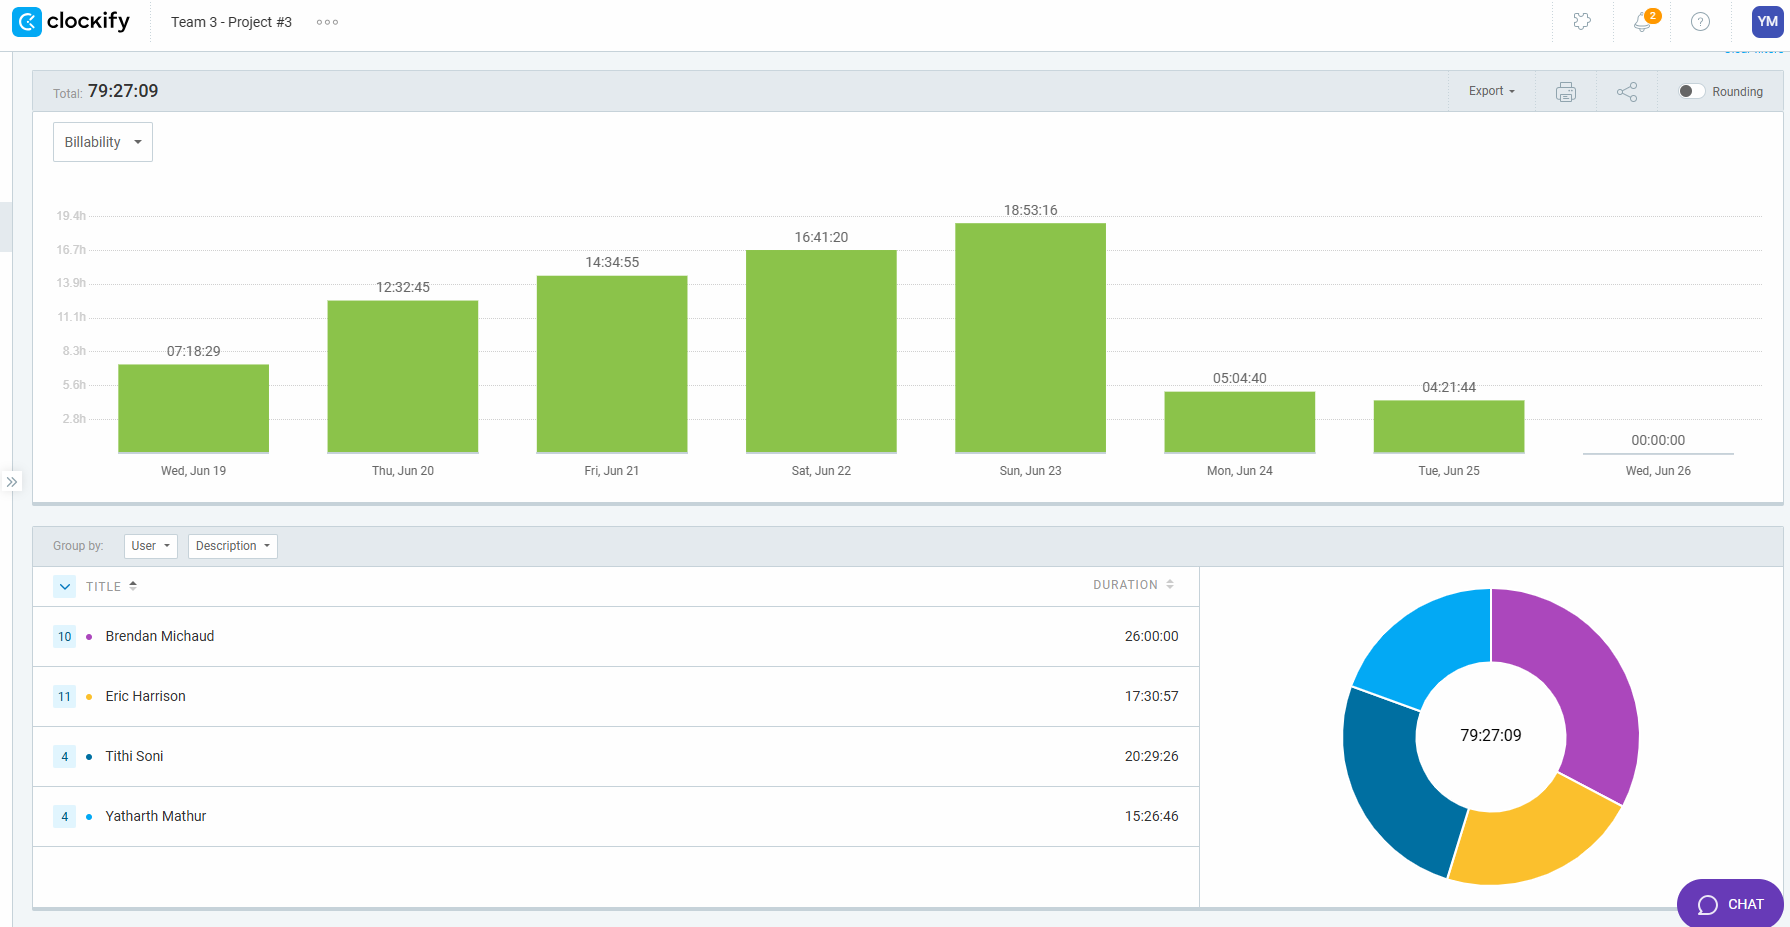 clockify
Team 3 - Project #3
2
YM
Total: 79:27:09
Export
Rounding
Billability
19.4h
16.7h
13.9h
11.1h
8.3h
5.6h
2.8h
07:18:29
12:32:45
14:34:55
16:41:20
18:53:16
05:04:40
04:21:44
00:00:00
Wed, Jun 19
Thu, Jun 20
Fri, Jun 21
Sat, Jun 22
Sun, Jun 23
Mon, Jun 24
Tue, Jun 25
Wed, Jun 26
Group by: User Description
TITLE DURATION
10 Brendan Michaud 26:00:00
11 Eric Harrison 17:30:57
4 Tithi Soni 20:29:26
4 Yatharth Mathur 15:26:46
79:27:09
CHAT